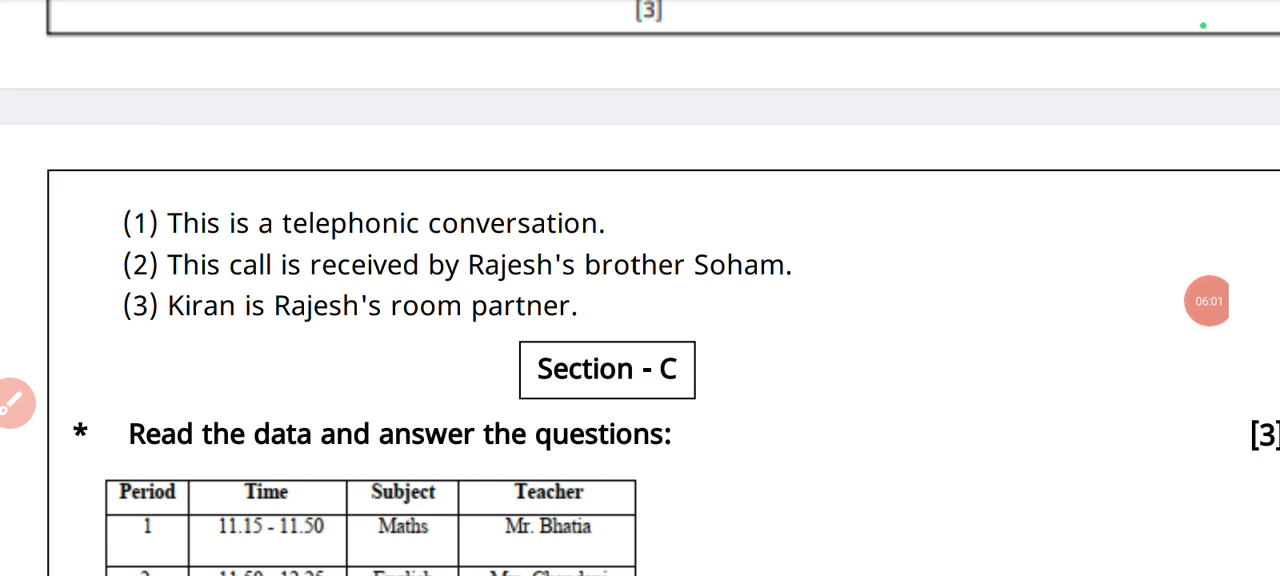 [3]
(1) This is a telephonic conversation.
(2) This call is received by Rajesh's brother Soham.
(3) Kiran is Rajesh's room partner.
06:01
Section - C
* Read the data and answer the questions: [3]
Period Time Subject Teacher
1 11.15 - 11.50 Maths Mr. Bhatia